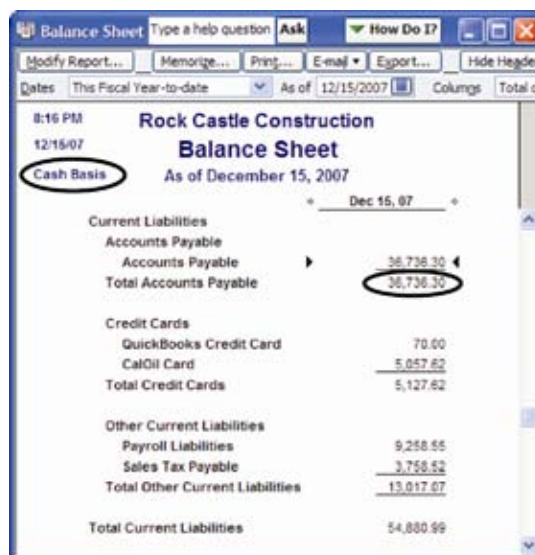 Balance Sheet Type a help question Ask How Do I?
Modify Report... Memorize... Print... E-mail Export... Hide Heade
Dates This Fiscal Year-to-date As of 12/15/2007 Columns Total
8:16 PM Rock Castle Construction
12/15/07 Balance Sheet
Cash Basis As of December 15, 2007
Dec 15, 07
Current Liabilities
Accounts Payable
Accounts Payable 36,736.30
Total Accounts Payable 36,736.30
Credit Cards
QuickBooks Credit Card 70.00
CalOil Card 5,057.62
Total Credit Cards 5,127.62
Other Current Liabilities
Payroll Liabilities 9,258.55
Sales Tax Payable 3,758.52
Total Other Current Liabilities 13,017.07
Total Current Liabilities 54,880.99